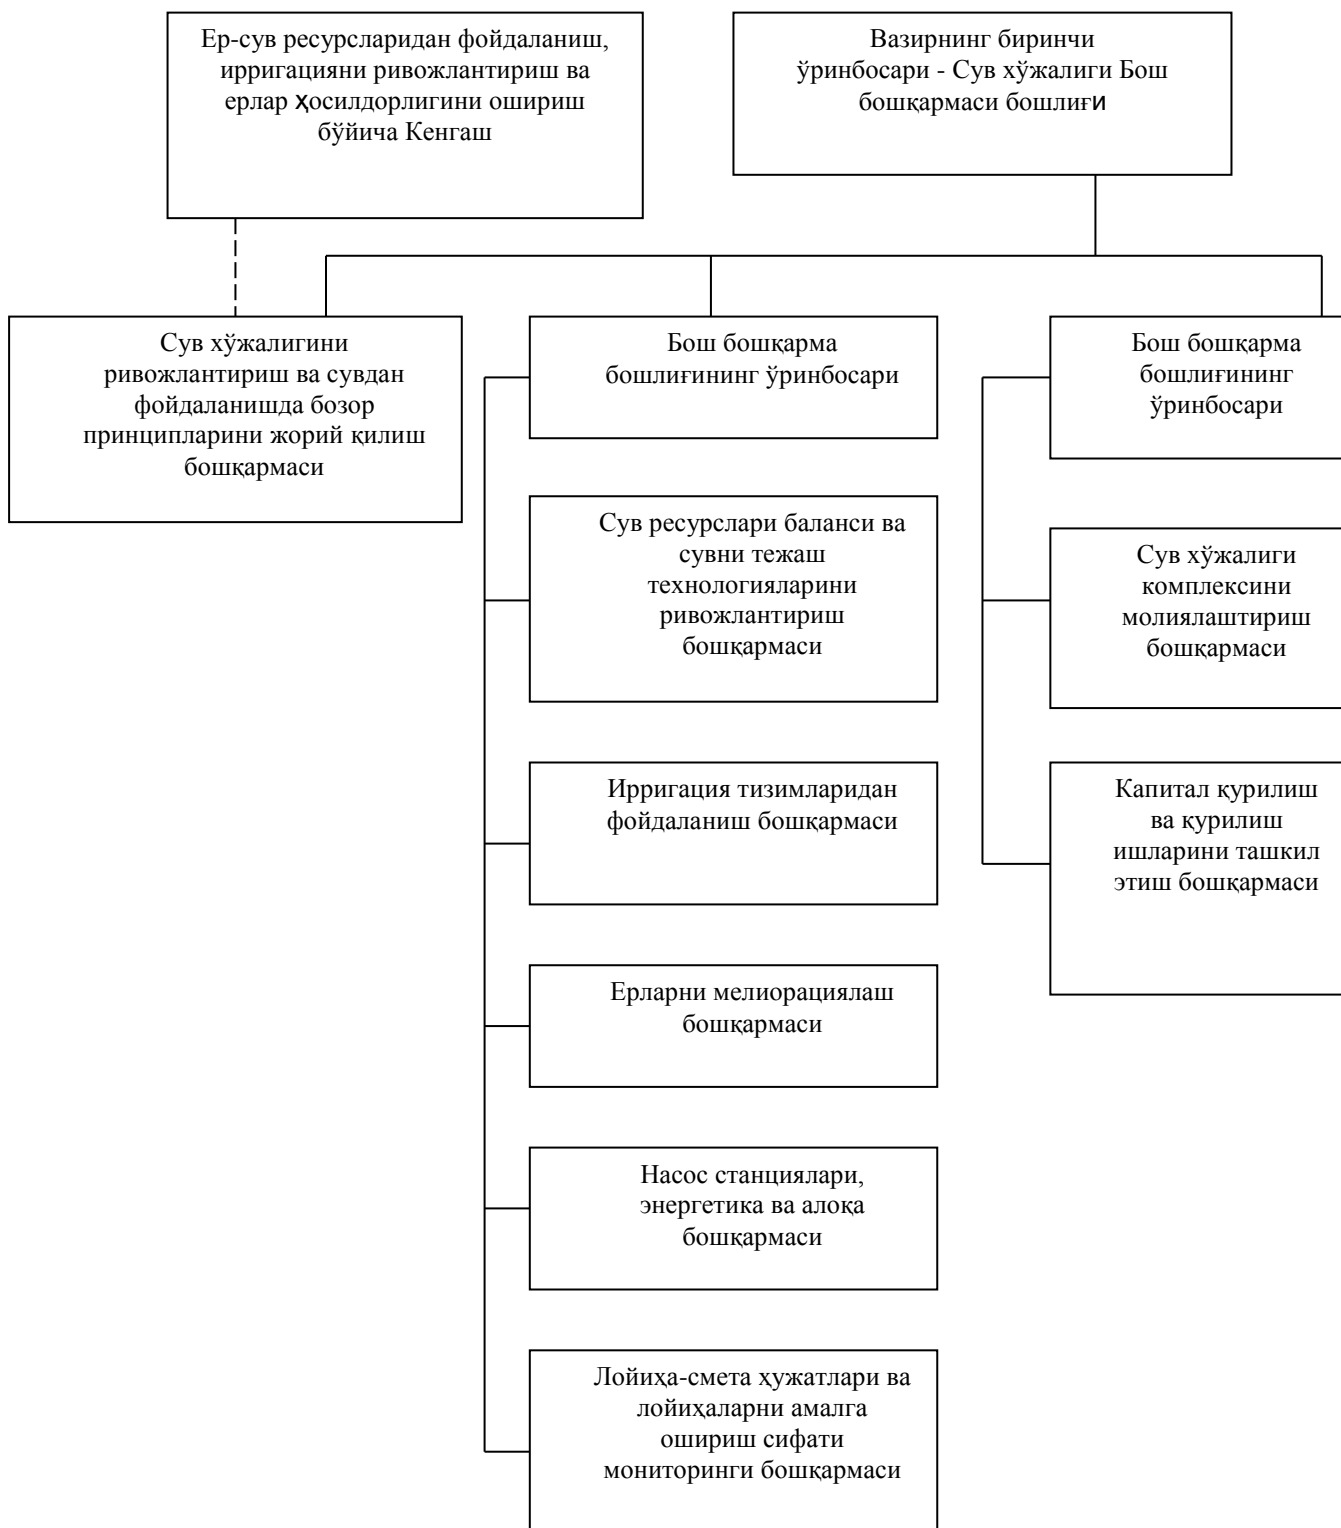 Ер-сув ресурсларидан фойдаланиш,
ирригацияни ривожлантириш ва
ерлар ҳосилдорлигини ошириш
бўйича Кенгаш
Вазирнинг биринчи
ўринбосари - Сув хўжалиги Бош
бошқармаси бошлиғи
Сув хўжалигини
ривожлантириш ва сувдан
фойдаланишда бозор
принципларини жорий қилиш
бошқармаси
Бош бошқарма
бошлиғининг ўринбосари
Сув ресурслари баланси ва
сувни тежаш
технологияларини
ривожлантириш
бошқармаси
Ирригация тизимларидан
фойдаланиш бошқармаси
Ерларни мелиорациялаш
бошқармаси
Насос станциялари,
энергетика ва алоқа
бошқармаси
Лойиҳа-смета ҳужатлари ва
лойиҳаларни амалга
ошириш сифати
мониторинги бошқармаси
Бош бошқарма
бошлиғининг
ўринбосари
Сув хўжалиги
комплексини
молиялаштириш
бошқармаси
Капитал қурилиш
ва қурилиш
ишларини ташкил
этиш бошқармаси